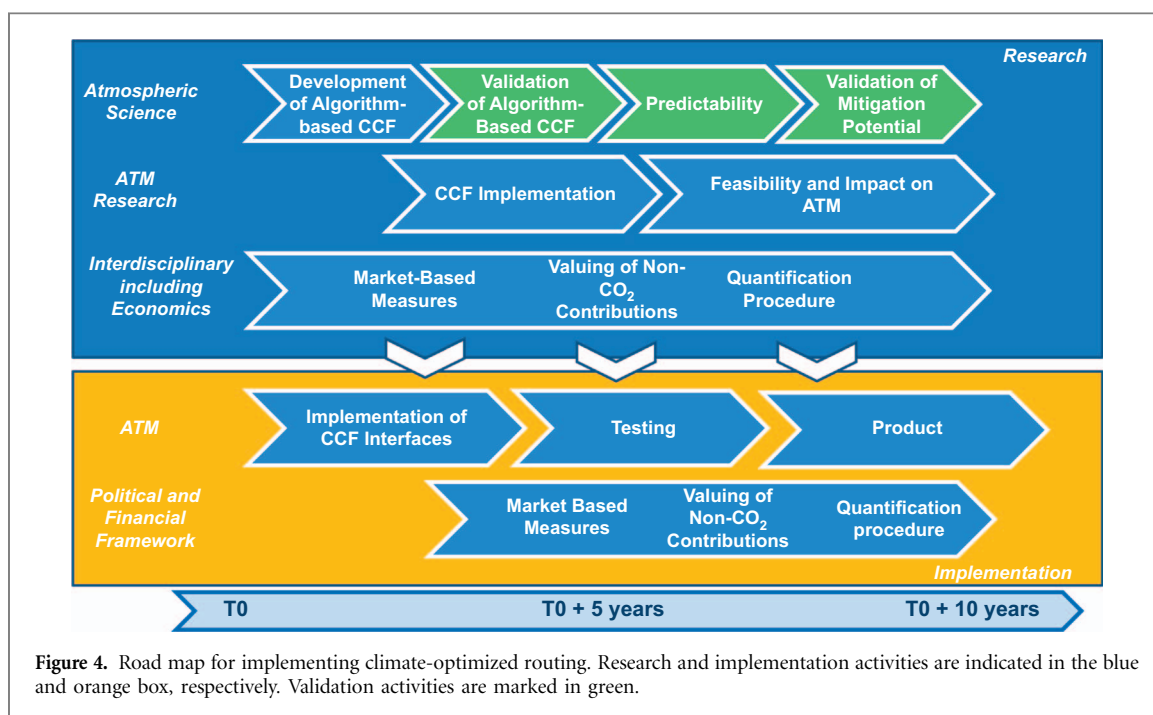 Research
Atmospheric
Science
Development
of Algorithm-
based CCF
Validation
of Algorithm-
Based CCF
Predictability
Validation of
Mitigation
Potential
ATM
Research
CCF Implementation
Feasibility and Impact on
ATM
Interdisciplinary
including
Economics
Market-Based
Measures
Valuing of Non-
CO₂
Contributions
Quantification
Procedure
ATM
Implementation of
CCF Interfaces
Testing
Product
Political and
Financial
Framework
Market Based
Measures
Valuing of
Non-CO₂
Contributions
Quantification
procedure
Implementation
T0
T0 + 5 years
T0 + 10 years
Figure 4. Road map for implementing climate-optimized routing. Research and implementation activities are indicated in the blue
and orange box, respectively. Validation activities are marked in green.